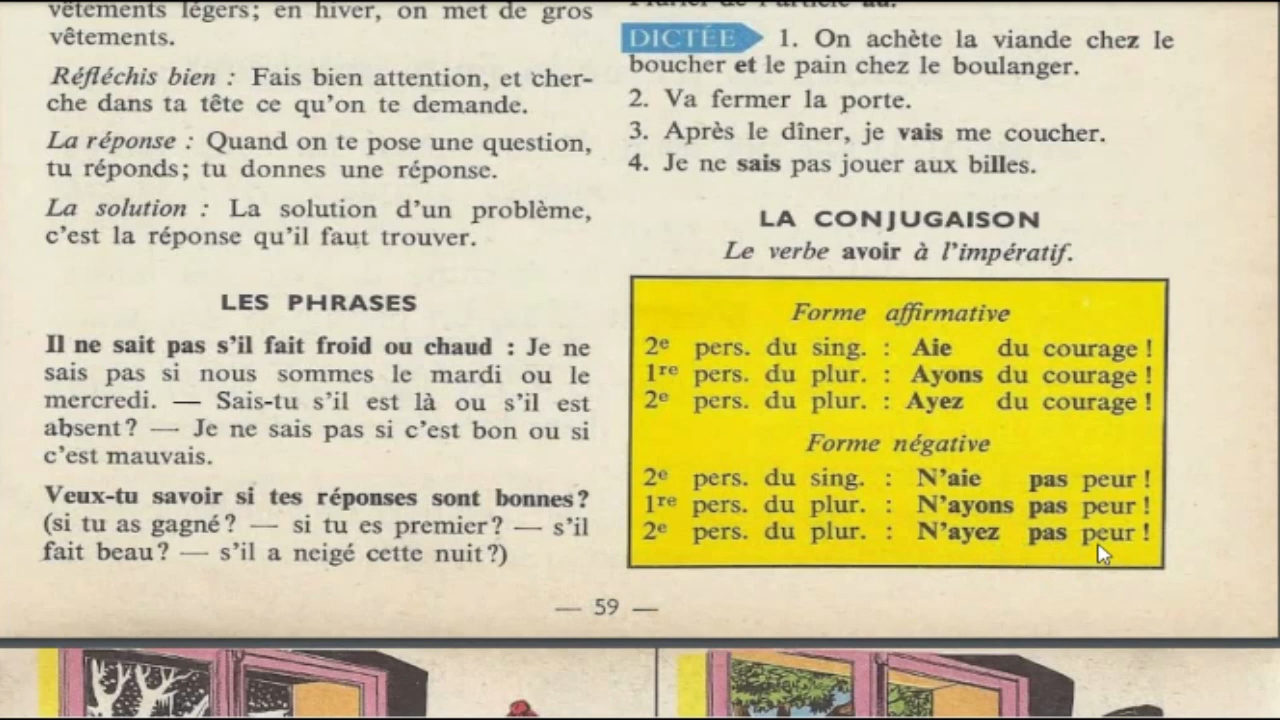 vêtements légers; en hiver, on met de gros
vêtements.
Réfléchis bien : Fais bien attention, et cher-
che dans ta tête ce qu'on te demande.
La réponse : Quand on te pose une question,
tu réponds; tu donnes une réponse.
La solution : La solution d'un problème,
c'est la réponse qu'il faut trouver.
LES PHRASES
Il ne sait pas s'il fait froid ou chaud : Je ne
sais pas si nous sommes le mardi ou le
mercredi. — Sais-tu s'il est là ou s'il est
absent? — Je ne sais pas si c'est bon ou si
c'est mauvais.
Veux-tu savoir si tes réponses sont bonnes?
(si tu as gagné? — si tu es premier? — s'il
fait beau? — s'il a neigé cette nuit?)
Pluriel de l'article au.
DICTÉE 1. On achète la viande chez le
boucher et le pain chez le boulanger.
2. Va fermer la porte.
3. Après le dîner, je vais me coucher.
4. Je ne sais pas jouer aux billes.
LA CONJUGAISON
Le verbe avoir à l'impératif.
Forme affirmative
2e pers. du sing. : Aie du courage !
1re pers. du plur. : Ayons du courage !
2e pers. du plur. : Ayez du courage !
Forme négative
2e pers. du sing. : N'aie pas peur !
1re pers. du plur. : N'ayons pas peur !
2e pers. du plur. : N'ayez pas peur !
— 59 —